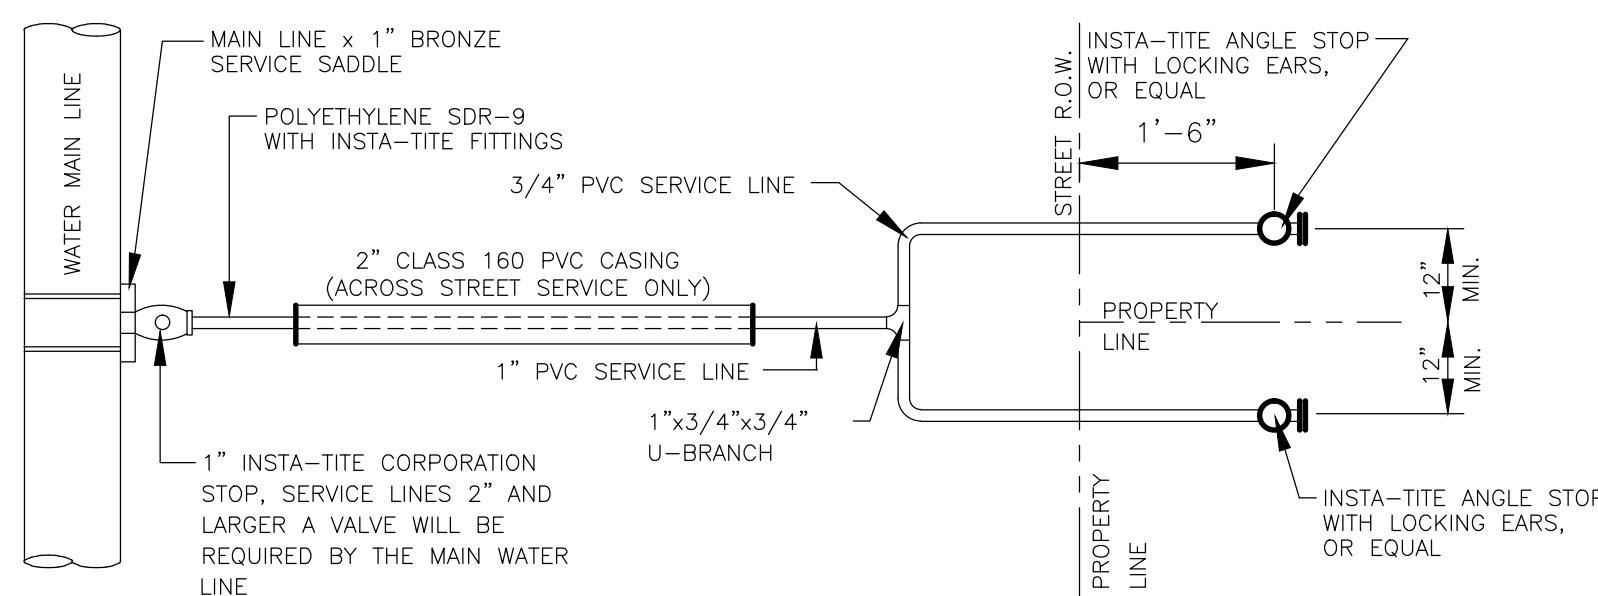 MAIN LINE x 1" BRONZE
SERVICE SADDLE
WATER MAIN LINE
POLYETHYLENE SDR-9
WITH INSTA-TITE FITTINGS
3/4" PVC SERVICE LINE
2" CLASS 160 PVC CASING
(ACROSS STREET SERVICE ONLY)
1" PVC SERVICE LINE
1"x3/4"x3/4"
U-BRANCH
1" INSTA-TITE CORPORATION
STOP, SERVICE LINES 2" AND
LARGER A VALVE WILL BE
REQUIRED BY THE MAIN WATER
LINE
STREET R.O.W.
INSTA-TITE ANGLE STOP
WITH LOCKING EARS,
OR EQUAL
1'-6"
PROPERTY
LINE
12"
MIN.
12"
MIN.
PROPERTY
LINE
INSTA-TITE ANGLE STOP
WITH LOCKING EARS,
OR EQUAL